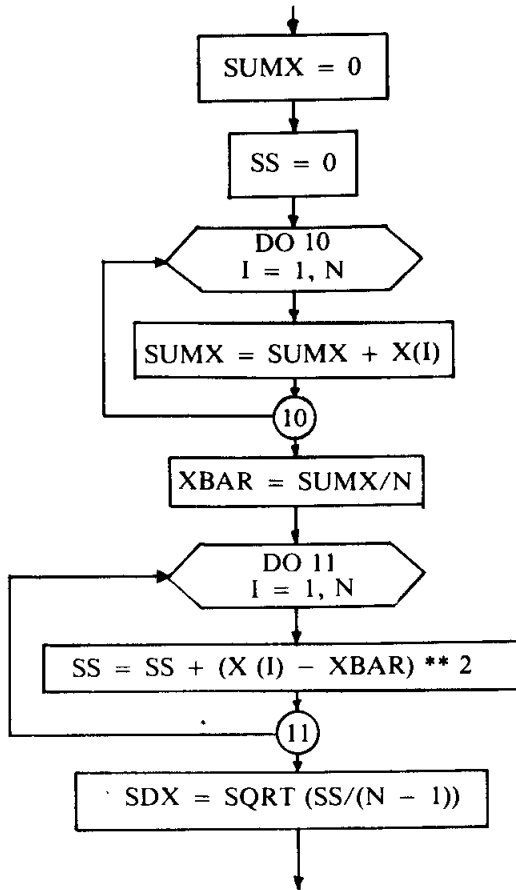 SUMX = 0
SS = 0
DO 10
I = 1, N
SUMX = SUMX + X(I)
10
XBAR = SUMX/N
DO 11
I = 1, N
SS = SS + (X (I) – XBAR) ** 2
11
SDX = SQRT (SS/(N – 1))